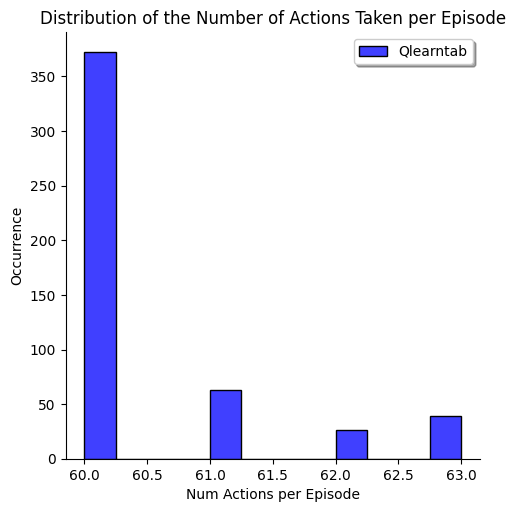 Distribution of the Number of Actions Taken per Episode
Qlearntab
Occurrence
350
300
250
200
150
100
50
0
60.0 60.5 61.0 61.5 62.0 62.5 63.0
Num Actions per Episode